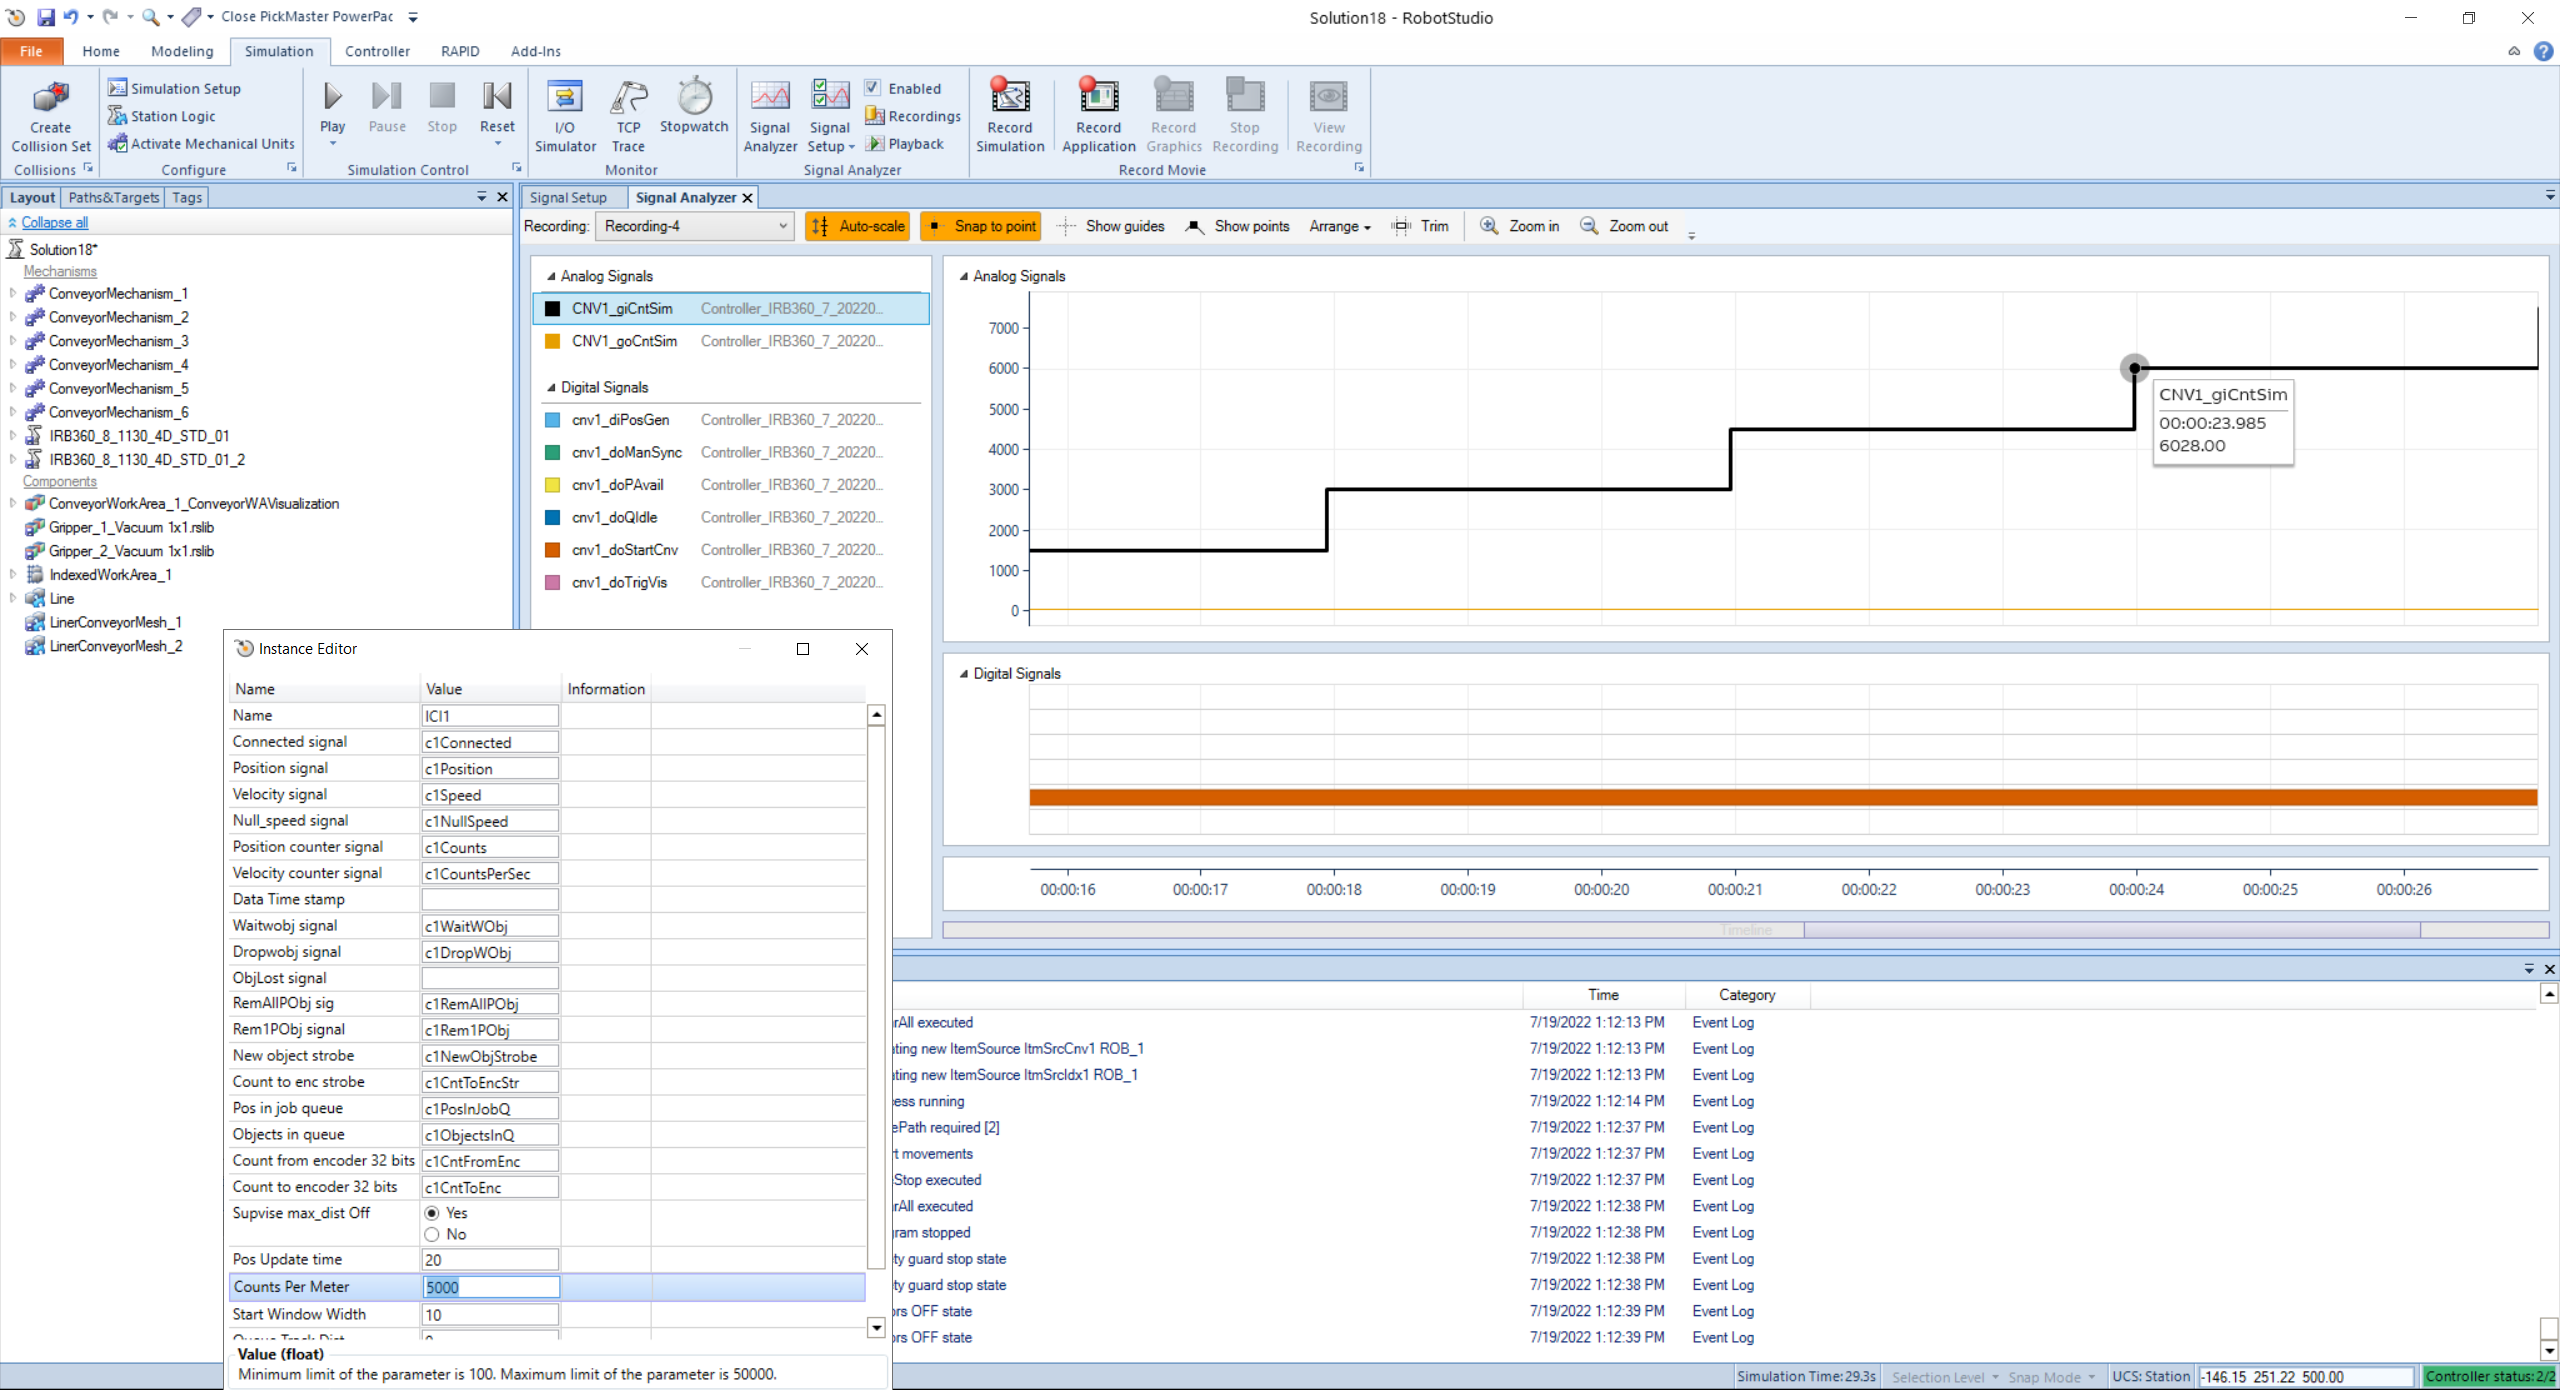 Close PickMaster PowerPac
Solution18 - RobotStudio
File Home Modeling Simulation Controller RAPID Add-Ins
Create Collision Set
Collisions
Simulation Setup
Station Logic
Activate Mechanical Units
Configure
Play Pause Stop Reset
Simulation Control
I/O Simulator
TCP Trace
Stopwatch
Monitor
Signal Analyzer
Signal Setup
Enabled
Recordings
Playback
Signal Analyzer
Record Simulation
Record Application
Record Graphics
Stop Recording
View Recording
Record Movie
Layout Paths&Targets Tags
Collapse all
Solution18*
Mechanisms
ConveyorMechanism_1
ConveyorMechanism_2
ConveyorMechanism_3
ConveyorMechanism_4
ConveyorMechanism_5
ConveyorMechanism_6
IRB360_8_1130_4D_STD_01
IRB360_8_1130_4D_STD_01_2
Components
ConveyorWorkArea_1_ConveyorWAVisualization
Gripper_1_Vacuum 1x1.rslib
Gripper_2_Vacuum 1x1.rslib
IndexedWorkArea_1
Line
LinerConveyorMesh_1
LinerConveyorMesh_2
Signal Setup Signal Analyzer
Recording: Recording-4 Auto-scale Snap to point Show guides Show points Arrange Trim Zoom in Zoom out
Analog Signals
CNV1_giCntSim Controller_IRB360_7_20220...
CNV1_goCntSim Controller_IRB360_7_20220...
Digital Signals
cnv1_diPosGen Controller_IRB360_7_20220...
cnv1_doManSync Controller_IRB360_7_20220...
cnv1_doPAvail Controller_IRB360_7_20220...
cnv1_doQIdle Controller_IRB360_7_20220...
cnv1_doStartCnv Controller_IRB360_7_20220...
cnv1_doTrigVis Controller_IRB360_7_20220...
Analog Signals
7000
6000
5000
4000
3000
2000
1000
0
CNV1_giCntSim
00:00:23.985
6028.00
Digital Signals
00:00:16 00:00:17 00:00:18 00:00:19 00:00:20 00:00:21 00:00:22 00:00:23 00:00:24 00:00:25 00:00:26
Timeline
Instance Editor
Name Value Information
Name ICI1
Connected signal c1Connected
Position signal c1Position
Velocity signal c1Speed
Null_speed signal c1NullSpeed
Position counter signal c1Counts
Velocity counter signal c1CountsPerSec
Data Time stamp
Waitwobj signal c1WaitWObj
Dropwobj signal c1DropWObj
ObjLost signal
RemAllPObj sig c1RemAllPObj
Rem1PObj signal c1Rem1PObj
New object strobe c1NewObjStrobe
Count to enc strobe c1CntToEncStr
Pos in job queue c1PosInJobQ
Objects in queue c1ObjectsInQ
Count from encoder 32 bits c1CntFromEnc
Count to encoder 32 bits c1CntToEnc
Supvise max_dist Off Yes
No
Pos Update time 20
Counts Per Meter 5000
Start Window Width 10
Value (float)
Minimum limit of the parameter is 100. Maximum limit of the parameter is 50000.
Time Category
rAll executed 7/19/2022 1:12:13 PM Event Log
ating new ItemSource ItmSrcCnv1 ROB_1 7/19/2022 1:12:13 PM Event Log
ating new ItemSource ItmSrcIdx1 ROB_1 7/19/2022 1:12:13 PM Event Log
ess running 7/19/2022 1:12:14 PM Event Log
ePath required [2] 7/19/2022 1:12:37 PM Event Log
t movements 7/19/2022 1:12:37 PM Event Log
Stop executed 7/19/2022 1:12:37 PM Event Log
rAll executed 7/19/2022 1:12:38 PM Event Log
ram stopped 7/19/2022 1:12:38 PM Event Log
ty guard stop state 7/19/2022 1:12:38 PM Event Log
ty guard stop state 7/19/2022 1:12:38 PM Event Log
ors OFF state 7/19/2022 1:12:39 PM Event Log
ors OFF state 7/19/2022 1:12:39 PM Event Log
Simulation Time: 29.3s Selection Level Snap Mode UCS: Station -146.15 251.22 500.00 Controller status: 2/2